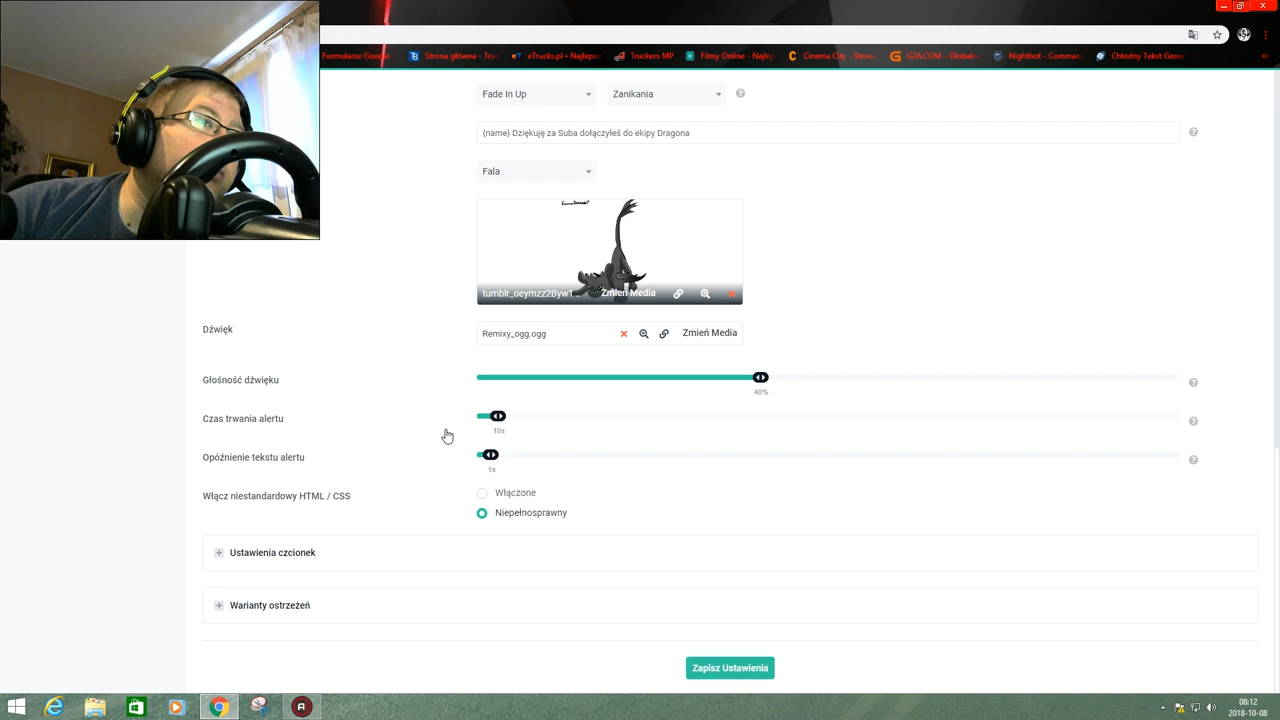 Formularze Google
Strona główna - Tru
eTrucks.pl • Najlepsz
Truckers MP
Filmy Online - Najlep
Cinema City - Stron
G2A.COM - Globaln
Nightbot - Comman
Chłodny Tekst Gene
»
Fade In Up
Zanikania
{name} Dziękuję za Suba dołączyłeś do ekipy Dragona
Fala
tumblr_oeymzz2Byw1
Zmień Media
Dźwięk
Remixy_ogg.ogg
Zmień Media
Głośność dźwięku
40%
Czas trwania alertu
10s
Opóźnienie tekstu alertu
1s
Włącz niestandardowy HTML / CSS
Włączone
Niepełnosprawny
Ustawienia czcionek
Warianty ostrzeżeń
Zapisz Ustawienia
08:12
2018-10-08